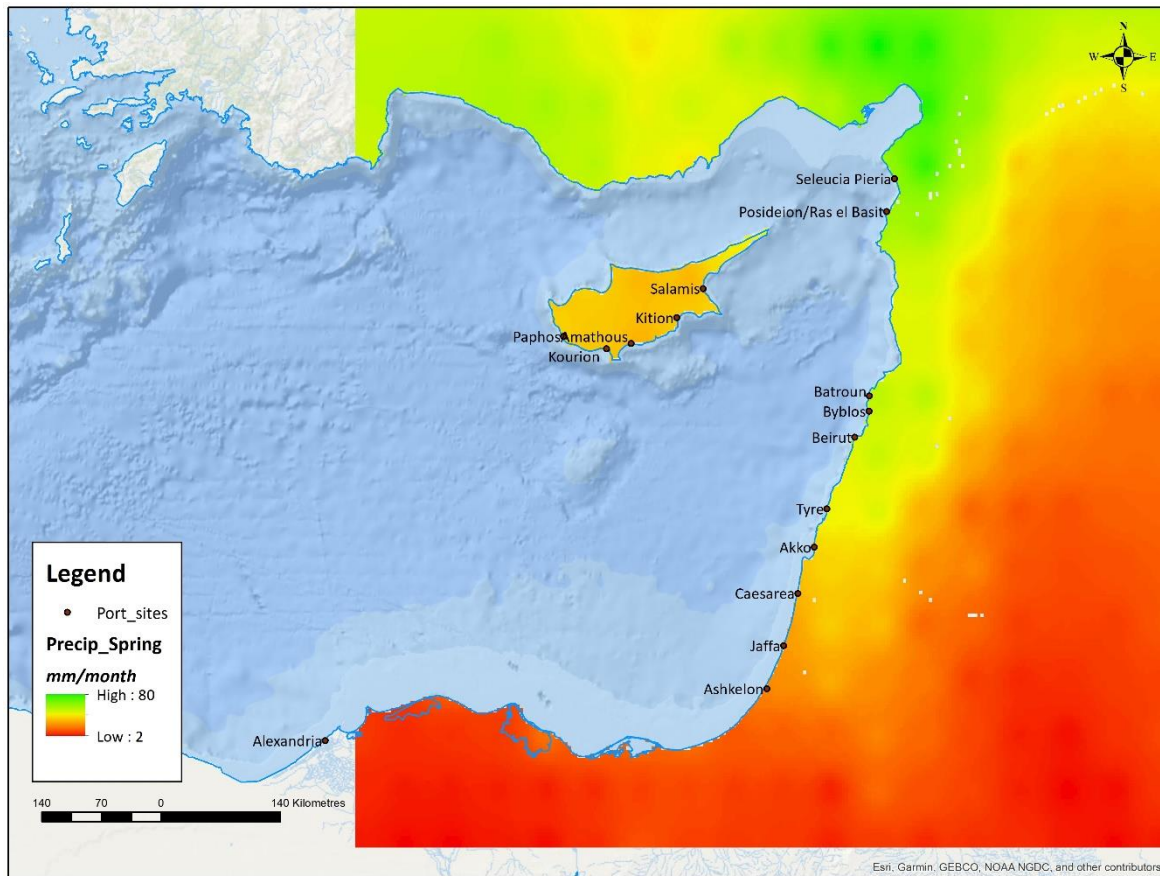 N
W E
S
Seleucia Pieria
Posideion/Ras el Basit
Salamis
Kition
Paphos
Amathous
Kourion
Batroun
Byblos
Beirut
Tyre
Akko
Caesarea
Jaffa
Ashkelon
Alexandria
Legend
Port_sites
Precip_Spring
mm/month
High : 80
Low : 2
140 70 0 140 Kilometres
Esri, Garmin, GEBCO, NOAA NGDC, and other contributors